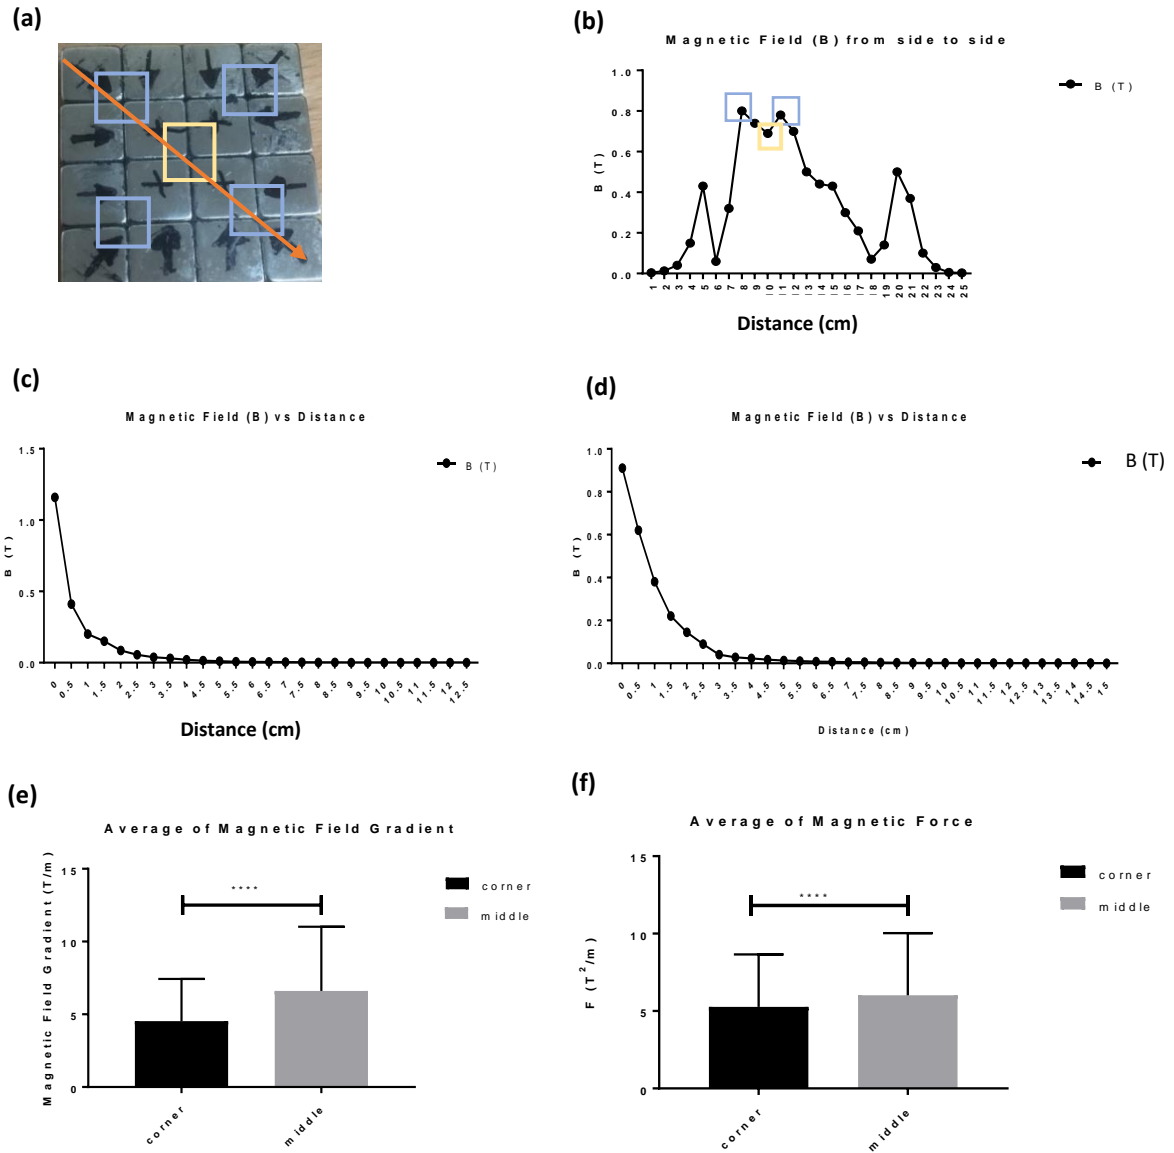 (a)
(b)
Magnetic Field (B) from side to side
B (T)
1.0
0.8
0.6
0.4
0.2
0.0
B (T)
1 2 3 4 5 6 7 8 9 10 11 12 13 14 15 16 17 18 19 20 21 22 23 24 25
Distance (cm)
(c)
Magnetic Field (B) vs Distance
B (T)
1.5
1.0
0.5
0.0
B (T)
0 0.5 1 1.5 2 2.5 3 3.5 4 4.5 5 5.5 6 6.5 7 7.5 8 8.5 9 9.5 10 10.5 11 11.5 12 12.5
Distance (cm)
(d)
Magnetic Field (B) vs Distance
B (T)
1.0
0.8
0.6
0.4
0.2
0.0
B (T)
0 0.5 1 1.5 2 2.5 3 3.5 4 4.5 5 5.5 6 6.5 7 7.5 8 8.5 9 9.5 10 10.5 11 11.5 12 12.5 13 13.5 14 14.5 15
Distance (cm)
(e)
Average of Magnetic Field Gradient
Magnetic Field Gradient (T/m)
15
10
5
0
****
corner
middle
corner
middle
(f)
Average of Magnetic Force
F (T²/m)
15
10
5
0
****
corner
middle
corner
middle